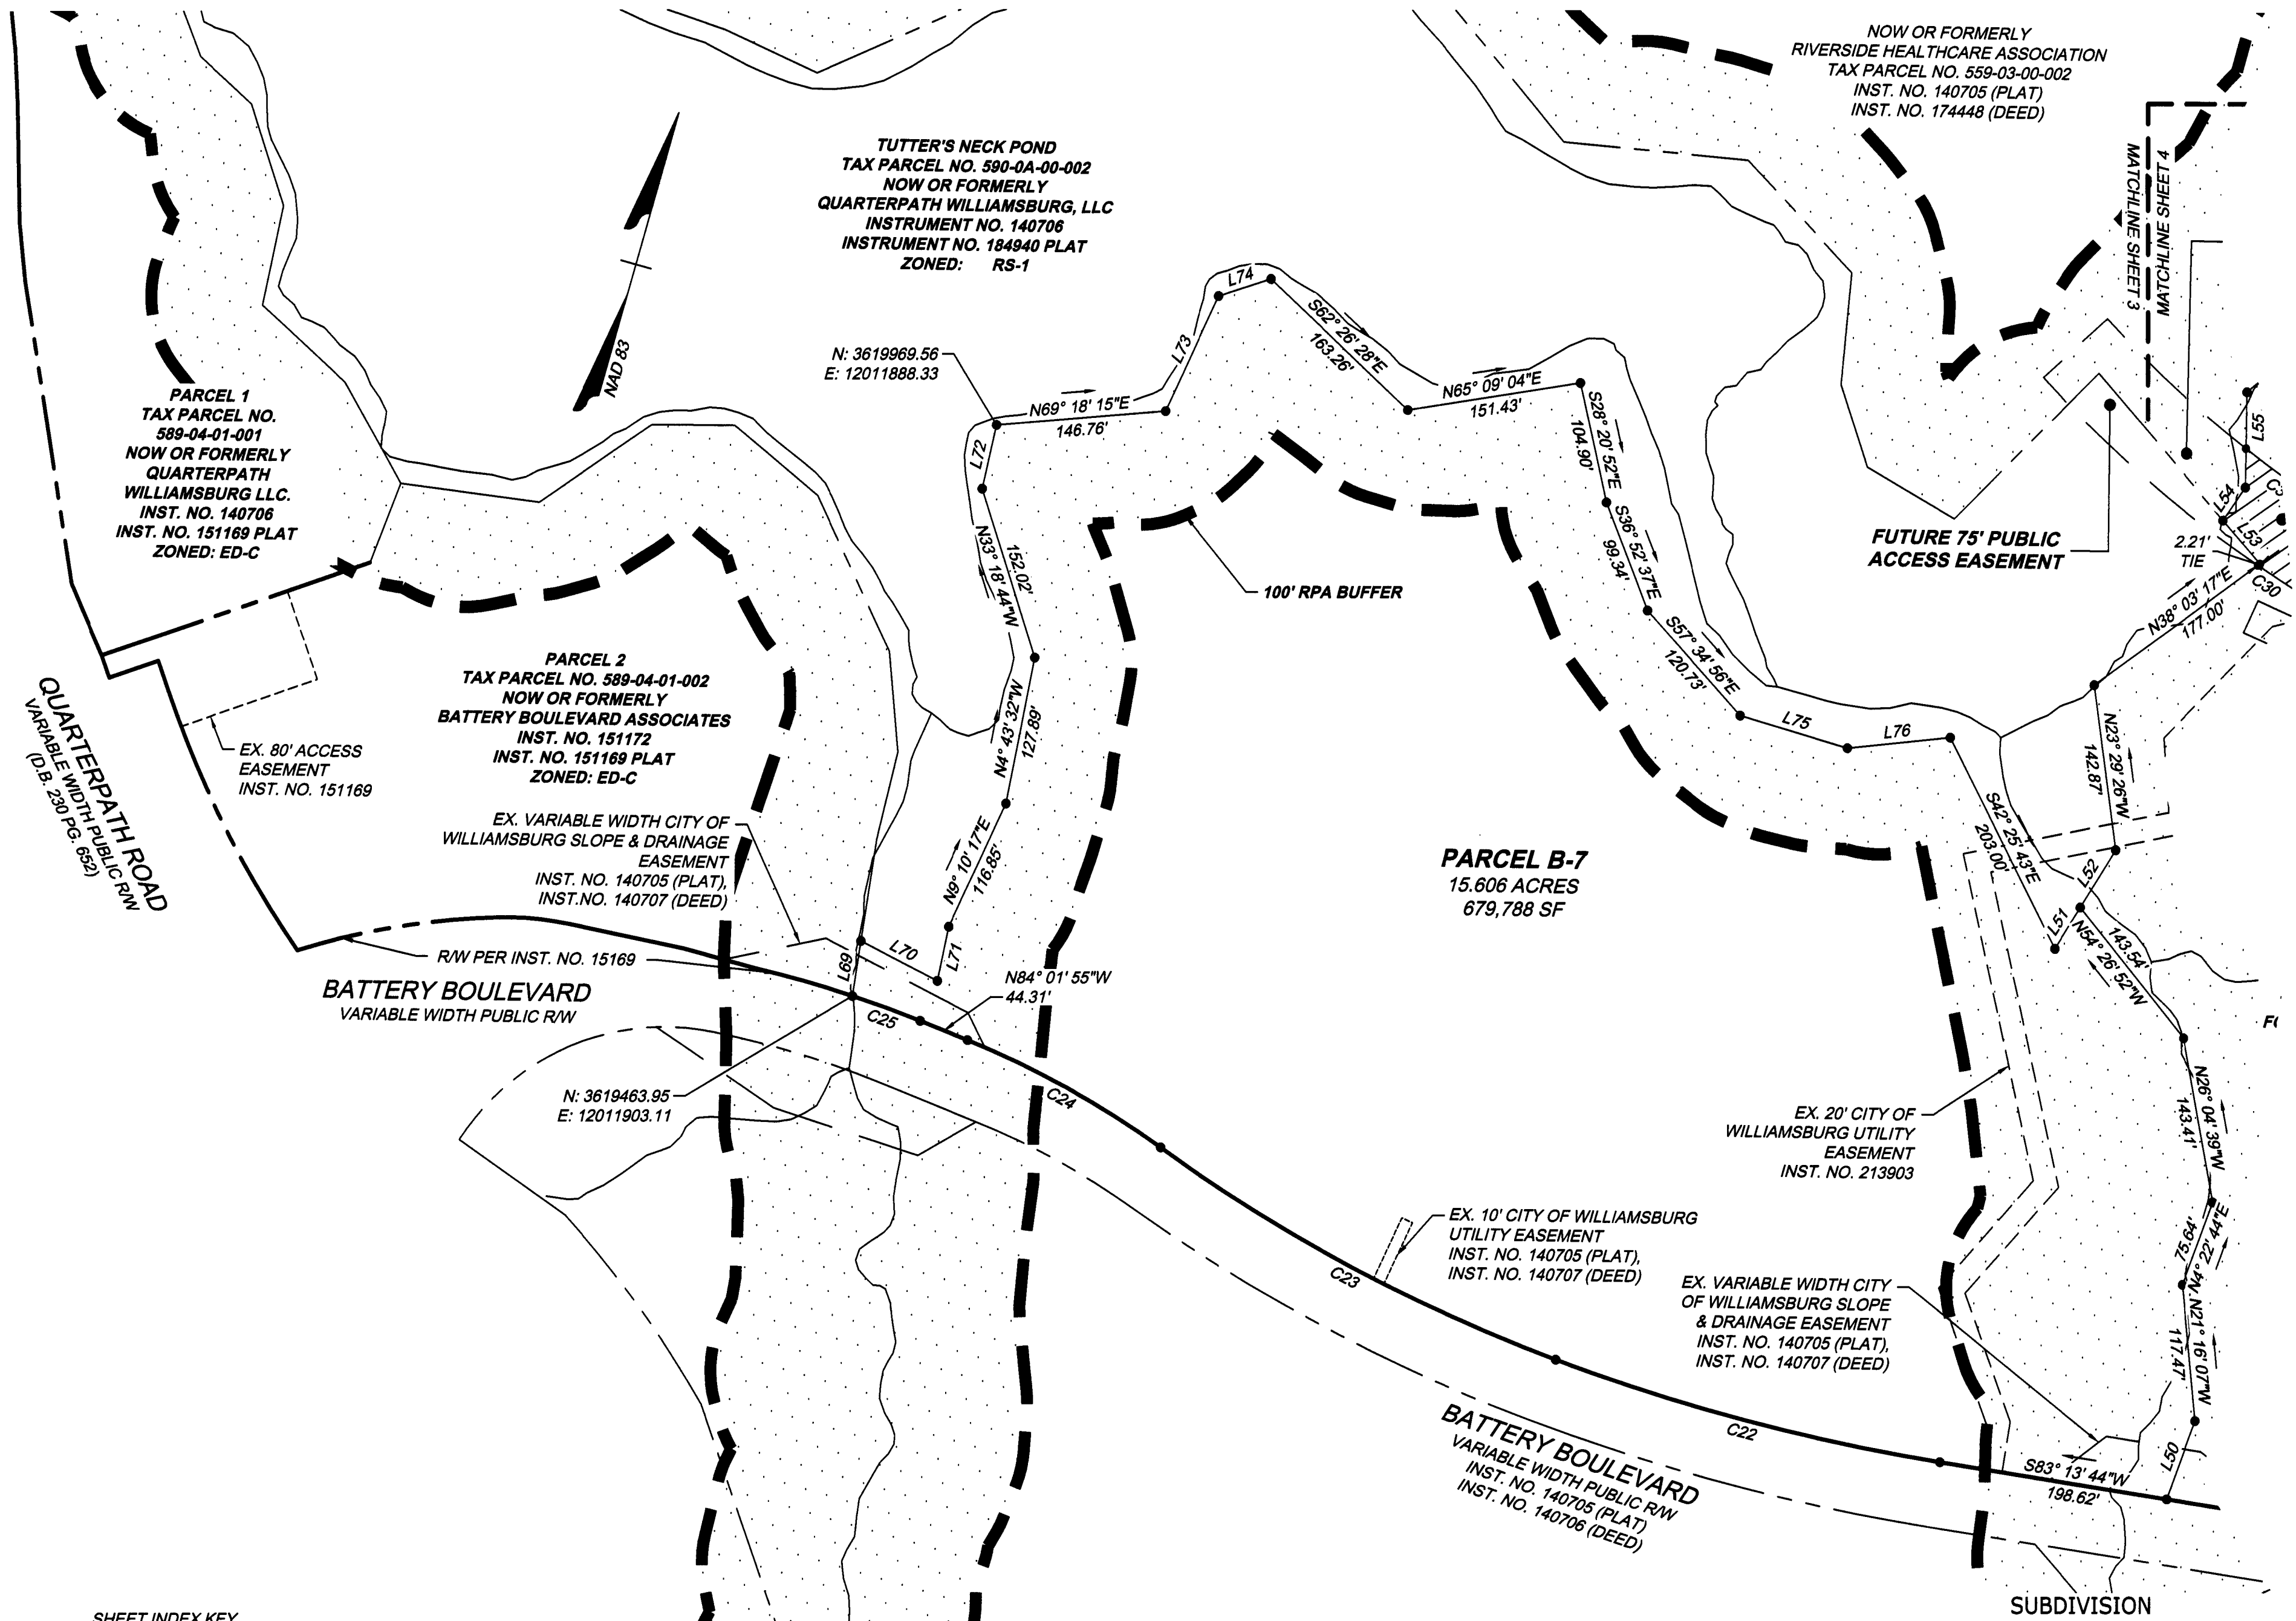 NOW OR FORMERLY
RIVERSIDE HEALTHCARE ASSOCIATION
TAX PARCEL NO. 559-03-00-002
INST. NO. 140705 (PLAT)
INST. NO. 174448 (DEED)
MATCHLINE SHEET 3
MATCHLINE SHEET 4
TUTTER'S NECK POND
TAX PARCEL NO. 590-0A-00-002
NOW OR FORMERLY
QUARTERPATH WILLIAMSBURG, LLC
INSTRUMENT NO. 140706
INSTRUMENT NO. 184940 PLAT
ZONED: RS-1
NAD 83
N: 3619969.56
E: 12011888.33
L72
N69° 18' 15"E
146.76'
L73
L74
S62° 26' 28"E
163.26'
N65° 09' 04"E
151.43'
S28° 20' 52"E
104.90'
S36° 52' 37"E
99.34'
S57° 34' 56"E
120.73'
L75
L76
S42° 25' 43"E
203.00'
L51
L52
N23° 29' 26"W
142.87'
N38° 03' 17"E
177.00'
2.21'
TIE
L53
L54
L55
C30
FUTURE 75' PUBLIC
ACCESS EASEMENT
PARCEL 1
TAX PARCEL NO.
589-04-01-001
NOW OR FORMERLY
QUARTERPATH
WILLIAMSBURG LLC.
INST. NO. 140706
INST. NO. 151169 PLAT
ZONED: ED-C
N33° 18' 44"W
152.02'
100' RPA BUFFER
N4° 43' 32"W
127.89'
N9° 10' 17"E
116.85'
PARCEL 2
TAX PARCEL NO. 589-04-01-002
NOW OR FORMERLY
BATTERY BOULEVARD ASSOCIATES
INST. NO. 151172
INST. NO. 151169 PLAT
ZONED: ED-C
QUARTERPATH ROAD
VARIABLE WIDTH PUBLIC R/W
(D.B. 230 PG. 652)
EX. 80' ACCESS
EASEMENT
INST. NO. 151169
EX. VARIABLE WIDTH CITY OF
WILLIAMSBURG SLOPE & DRAINAGE
EASEMENT
INST. NO. 140705 (PLAT),
INST.NO. 140707 (DEED)
PARCEL B-7
15.606 ACRES
679,788 SF
R/W PER INST. NO. 15169
BATTERY BOULEVARD
VARIABLE WIDTH PUBLIC R/W
L69
L70
L71
N84° 01' 55"W
44.31'
C25
C24
N: 3619463.95
E: 12011903.11
N54° 26' 52"W
143.54'
N26° 04' 39"W
143.41'
N4° 22' 44"E
75.64'
N21° 16' 07"W
117.47'
L50
EX. 20' CITY OF
WILLIAMSBURG UTILITY
EASEMENT
INST. NO. 213903
EX. 10' CITY OF WILLIAMSBURG
UTILITY EASEMENT
INST. NO. 140705 (PLAT),
INST. NO. 140707 (DEED)
C23
EX. VARIABLE WIDTH CITY
OF WILLIAMSBURG SLOPE
& DRAINAGE EASEMENT
INST. NO. 140705 (PLAT),
INST. NO. 140707 (DEED)
C22
BATTERY BOULEVARD
VARIABLE WIDTH PUBLIC R/W
INST. NO. 140705 (PLAT)
INST. NO. 140706 (DEED)
S83° 13' 44"W
198.62'
SUBDIVISION
SHEET INDEX KEY